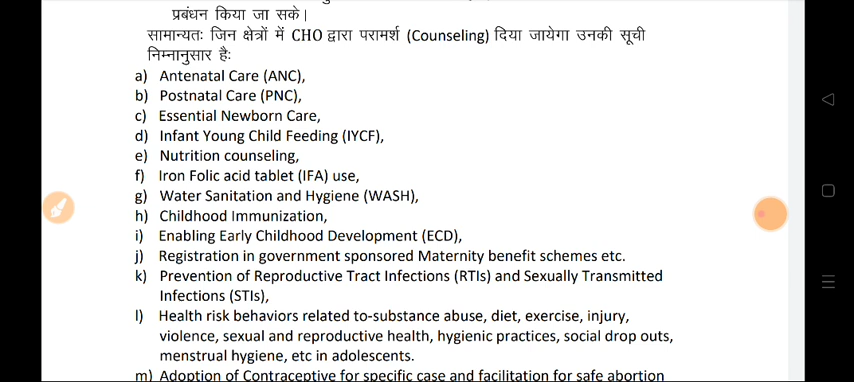 प्रबंधन किया जा सके।
सामान्यतः जिन क्षेत्रों में CHO द्वारा परामर्श (Counseling) दिया जायेगा उनकी सूची
निम्नानुसार हैः
a) Antenatal Care (ANC),
b) Postnatal Care (PNC),
c) Essential Newborn Care,
d) Infant Young Child Feeding (IYCF),
e) Nutrition counseling,
f) Iron Folic acid tablet (IFA) use,
g) Water Sanitation and Hygiene (WASH),
h) Childhood Immunization,
i) Enabling Early Childhood Development (ECD),
j) Registration in government sponsored Maternity benefit schemes etc.
k) Prevention of Reproductive Tract Infections (RTIs) and Sexually Transmitted
Infections (STIs),
l) Health risk behaviors related to-substance abuse, diet, exercise, injury,
violence, sexual and reproductive health, hygienic practices, social drop outs,
menstrual hygiene, etc in adolescents.
m) Adoption of Contraceptive for specific case and facilitation for safe abortion